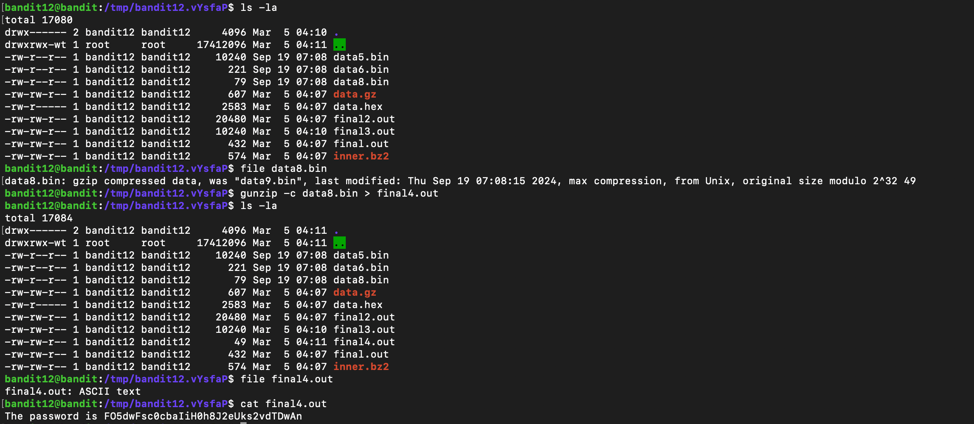 [bandit12@bandit:/tmp/bandit12.vYsfaP$ ls -la
[total 17080
drwx------ 2 bandit12 bandit12     4096 Mar  5 04:10 .
drwxrwx-wt 1 root     root     17412096 Mar  5 04:11 ..
-rw-r--r-- 1 bandit12 bandit12    10240 Sep 19 07:08 data5.bin
-rw-r--r-- 1 bandit12 bandit12      221 Sep 19 07:08 data6.bin
-rw-r--r-- 1 bandit12 bandit12       79 Sep 19 07:08 data8.bin
-rw-rw-r-- 1 bandit12 bandit12      607 Mar  5 04:07 data.gz
-rw-r----- 1 bandit12 bandit12     2583 Mar  5 04:07 data.hex
-rw-rw-r-- 1 bandit12 bandit12    20480 Mar  5 04:07 final2.out
-rw-rw-r-- 1 bandit12 bandit12    10240 Mar  5 04:10 final3.out
-rw-rw-r-- 1 bandit12 bandit12      432 Mar  5 04:07 final.out
-rw-rw-r-- 1 bandit12 bandit12      574 Mar  5 04:07 inner.bz2
bandit12@bandit:/tmp/bandit12.vYsfaP$ file data8.bin
[data8.bin: gzip compressed data, was "data9.bin", last modified: Thu Sep 19 07:08:15 2024, max compression, from Unix, original size modulo 2^32 49
bandit12@bandit:/tmp/bandit12.vYsfaP$ gunzip -c data8.bin > final4.out
[bandit12@bandit:/tmp/bandit12.vYsfaP$ ls -la
total 17084
[drwx------ 2 bandit12 bandit12     4096 Mar  5 04:11 .
drwxrwx-wt 1 root     root     17412096 Mar  5 04:11 ..
-rw-r--r-- 1 bandit12 bandit12    10240 Sep 19 07:08 data5.bin
-rw-r--r-- 1 bandit12 bandit12      221 Sep 19 07:08 data6.bin
-rw-r--r-- 1 bandit12 bandit12       79 Sep 19 07:08 data8.bin
-rw-rw-r-- 1 bandit12 bandit12      607 Mar  5 04:07 data.gz
-rw-r----- 1 bandit12 bandit12     2583 Mar  5 04:07 data.hex
-rw-rw-r-- 1 bandit12 bandit12    20480 Mar  5 04:07 final2.out
-rw-rw-r-- 1 bandit12 bandit12    10240 Mar  5 04:10 final3.out
-rw-rw-r-- 1 bandit12 bandit12       49 Mar  5 04:11 final4.out
-rw-rw-r-- 1 bandit12 bandit12      432 Mar  5 04:07 final.out
-rw-rw-r-- 1 bandit12 bandit12      574 Mar  5 04:07 inner.bz2
bandit12@bandit:/tmp/bandit12.vYsfaP$ file final4.out
final4.out: ASCII text
[bandit12@bandit:/tmp/bandit12.vYsfaP$ cat final4.out
The password is FO5dwFsc0cbaIiH0h8J2eUks2vdTDwAn